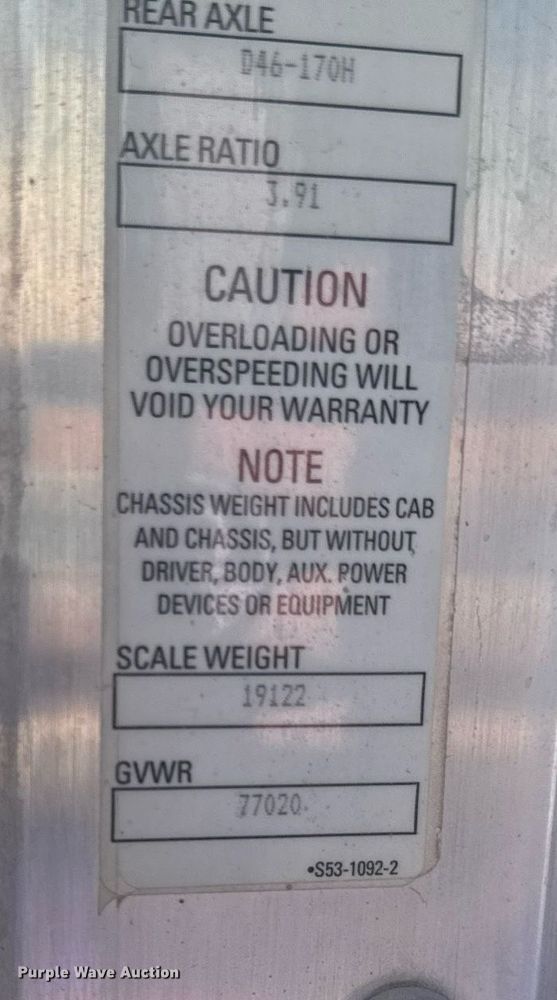 REAR AXLE
D46-170H
AXLE RATIO
3.91
CAUTION
OVERLOADING OR
OVERSPEEDING WILL
VOID YOUR WARRANTY
NOTE
CHASSIS WEIGHT INCLUDES CAB
AND CHASSIS, BUT WITHOUT
DRIVER, BODY, AUX. POWER
DEVICES OR EQUIPMENT
SCALE WEIGHT
19122
GVWR
77020
•S53-1092-2
Purple Wave Auction